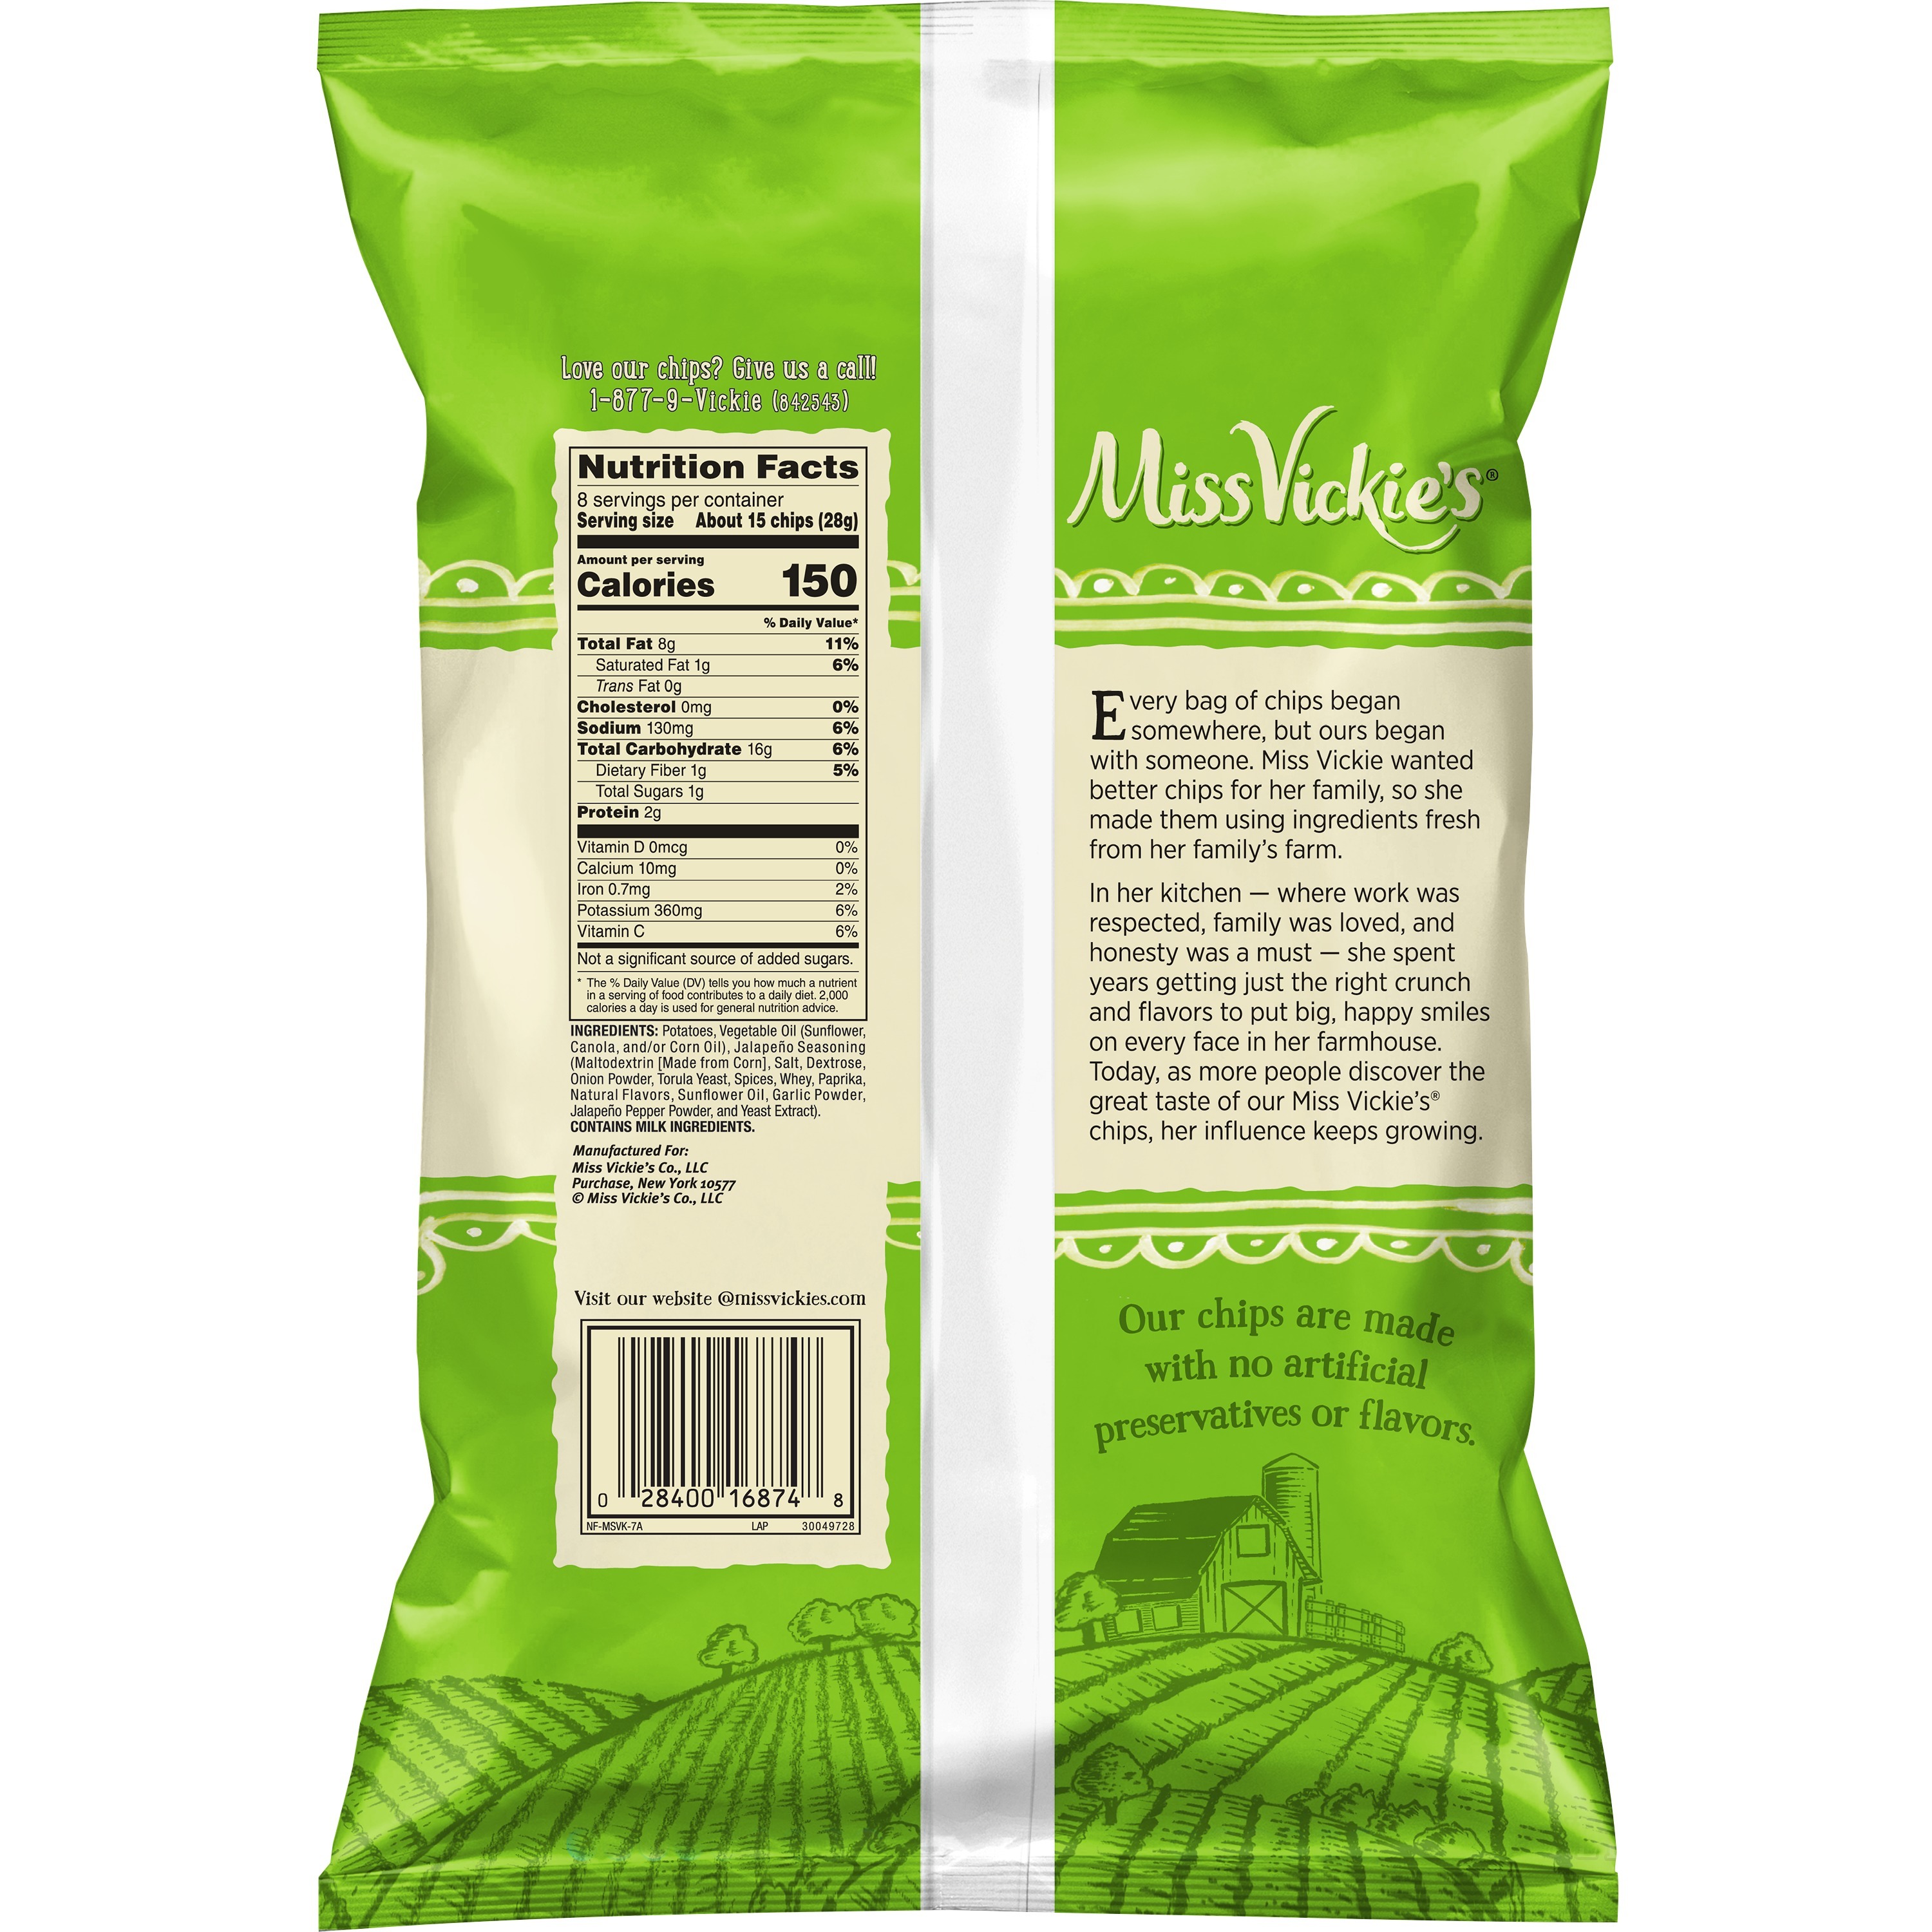 Love our chips? Give us a call!
1-877-9-Vickie (842543)
Nutrition Facts
8 servings per container
Serving size About 15 chips (28g)
Amount per serving
Calories 150
% Daily Value*
Total Fat 8g 11%
Saturated Fat 1g 6%
Trans Fat 0g
Cholesterol 0mg 0%
Sodium 130mg 6%
Total Carbohydrate 16g 6%
Dietary Fiber 1g 5%
Total Sugars 1g
Protein 2g
Vitamin D 0mcg 0%
Calcium 10mg 0%
Iron 0.7mg 2%
Potassium 360mg 6%
Vitamin C 6%
Not a significant source of added sugars.
* The % Daily Value (DV) tells you how much a nutrient
in a serving of food contributes to a daily diet. 2,000
calories a day is used for general nutrition advice.
INGREDIENTS: Potatoes, Vegetable Oil (Sunflower,
Canola, and/or Corn Oil), Jalapeño Seasoning
(Maltodextrin [Made from Corn], Salt, Dextrose,
Onion Powder, Torula Yeast, Spices, Whey, Paprika,
Natural Flavors, Sunflower Oil, Garlic Powder,
Jalapeño Pepper Powder, and Yeast Extract).
CONTAINS MILK INGREDIENTS.
Manufactured For:
Miss Vickie's Co., LLC
Purchase, New York 10577
© Miss Vickie's Co., LLC
Visit our website @missvickies.com
0 28400 16874 8
NF-MSVK-7A LAP 30049728
Miss Vickie's®
Every bag of chips began
somewhere, but ours began
with someone. Miss Vickie wanted
better chips for her family, so she
made them using ingredients fresh
from her family's farm.
In her kitchen — where work was
respected, family was loved, and
honesty was a must — she spent
years getting just the right crunch
and flavors to put big, happy smiles
on every face in her farmhouse.
Today, as more people discover the
great taste of our Miss Vickie's®
chips, her influence keeps growing.
Our chips are made
with no artificial
preservatives or flavors.